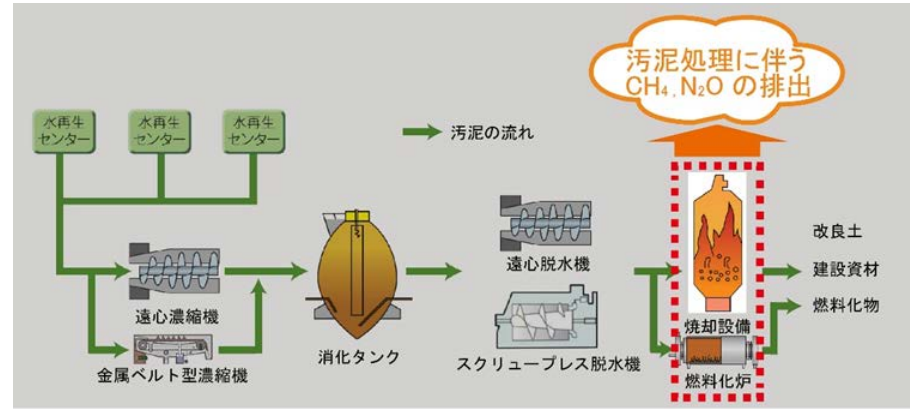 汚泥処理に伴う
CH₄,N₂O の排出
水再生
センター
水再生
センター
水再生
センター
汚泥の流れ
遠心濃縮機
金属ベルト型濃縮機
消化タンク
遠心脱水機
スクリュープレス脱水機
焼却設備
燃料化炉
改良土
建設資材
燃料化物